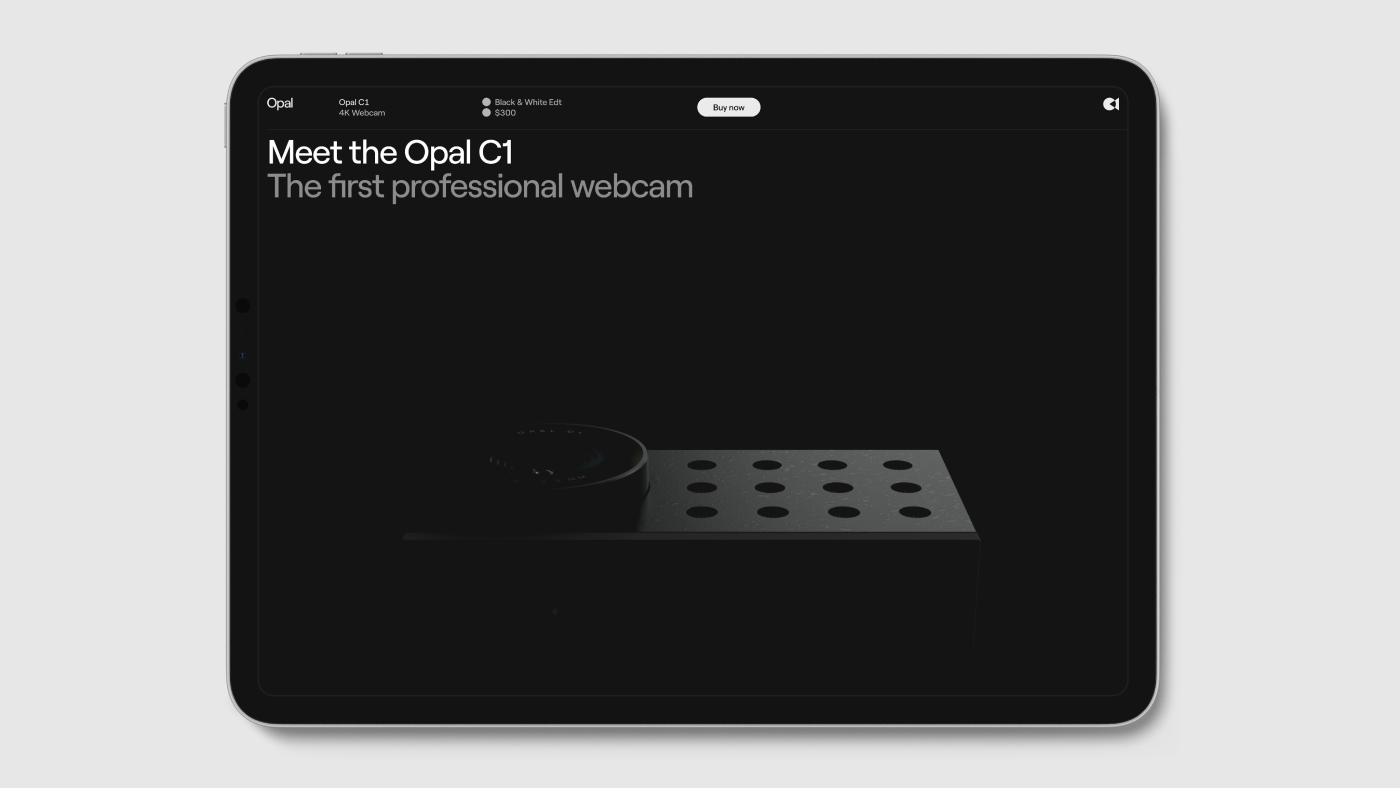 Opal
Opal C1
4K Webcam
Black & White Edt
$300
Buy now
Meet the Opal C1
The first professional webcam
OPAL C1